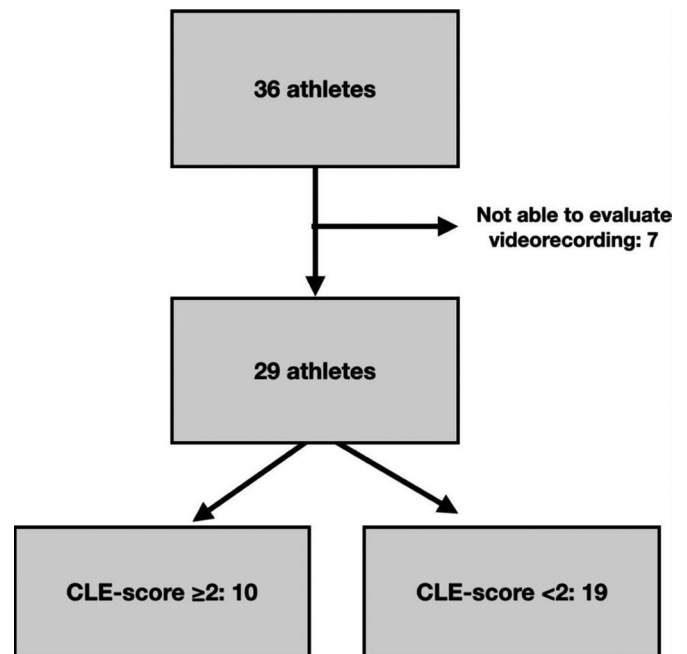 36 athletes
Not able to evaluate
videorecording: 7
29 athletes
CLE-score ≥2: 10
CLE-score <2: 19